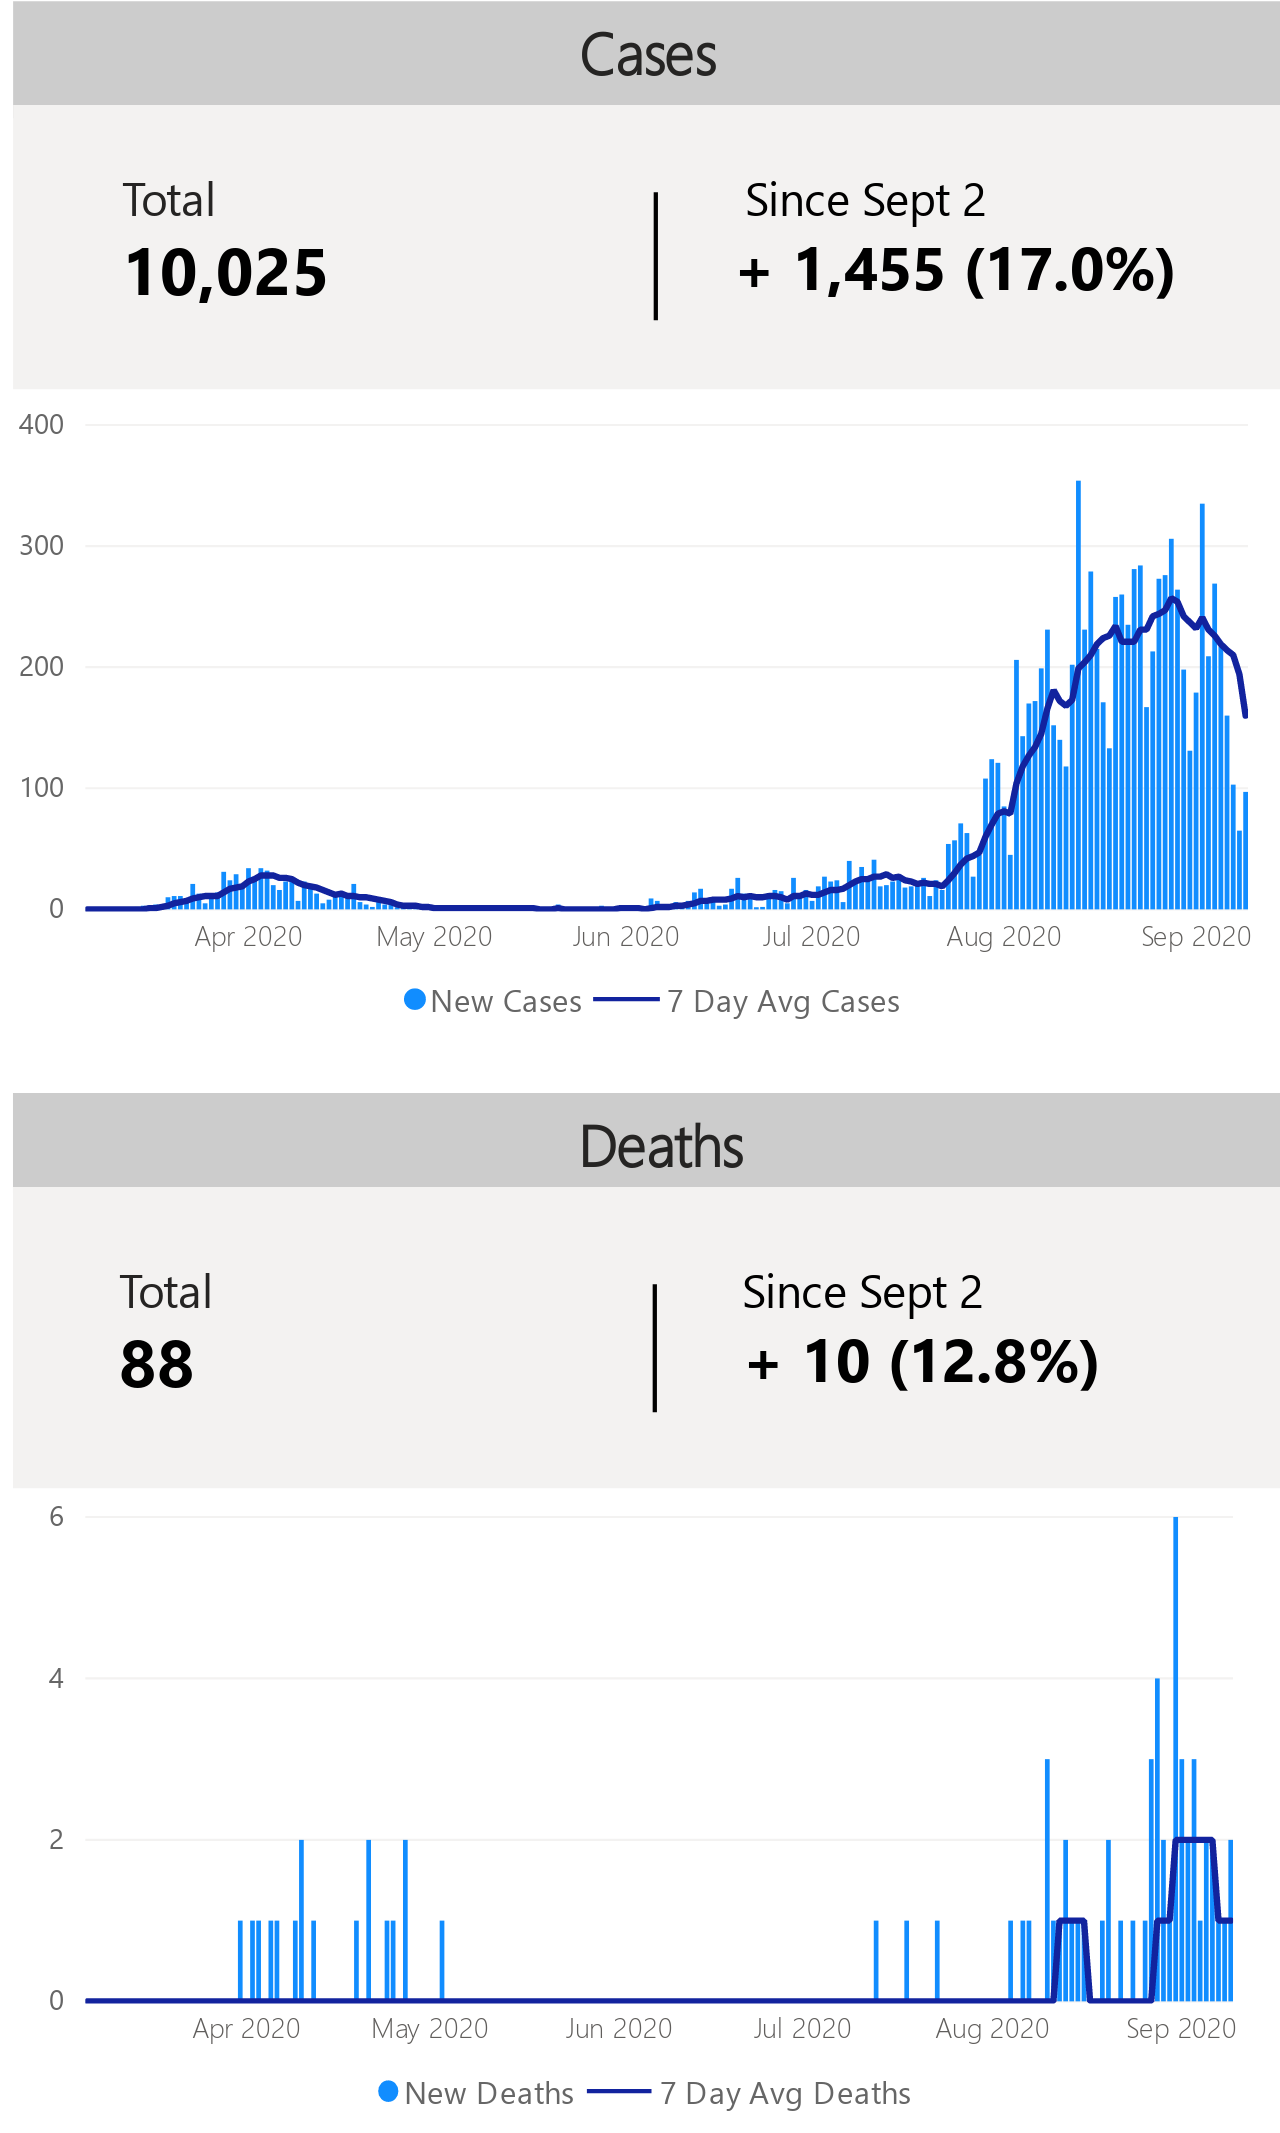 Cases
Total
Since Sept 2
10,025
+ 1,455 (17.0%)
400
300
200
100
0
Apr 2020 May 2020 Jun 2020 Jul 2020 Aug 2020 Sep 2020
New Cases 7 Day Avg Cases
Deaths
Total
Since Sept 2
88
+ 10 (12.8%)
6
4
2
0
Apr 2020 May 2020 Jun 2020 Jul 2020 Aug 2020 Sep 2020
New Deaths 7 Day Avg Deaths